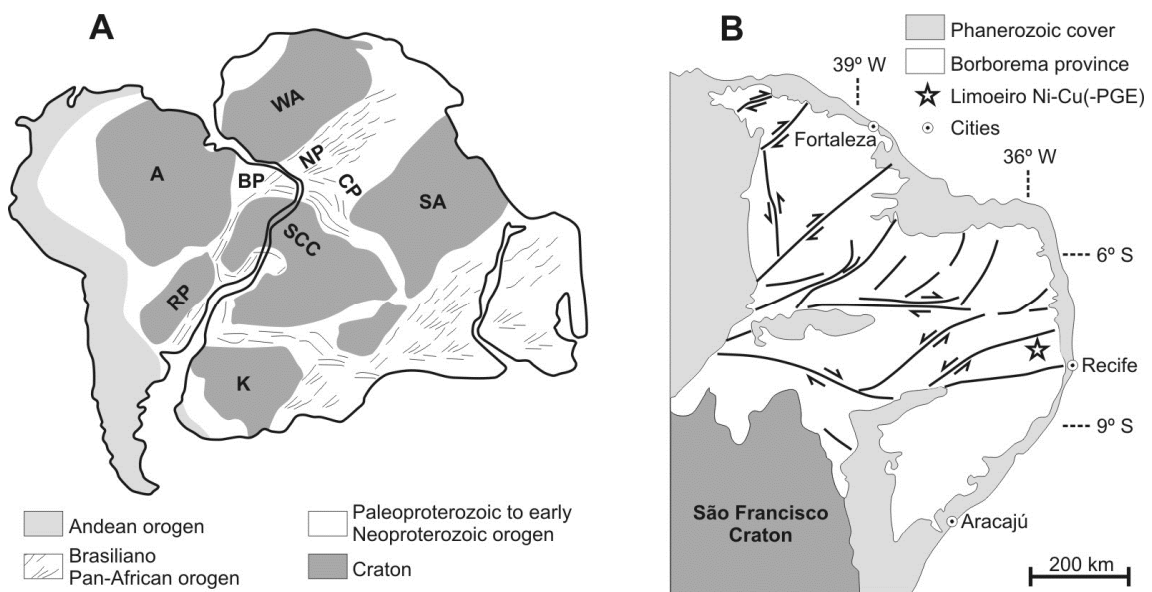 A
WA
NP
A
BP
CP
SA
SCC
RP
K
Andean orogen
Brasiliano
Pan-African orogen
Paleoproterozoic to early
Neoproterozoic orogen
Craton
B
Phanerozoic cover
Borborema province
Limoeiro Ni-Cu(-PGE)
Cities
39º W
Fortaleza
36º W
6º S
Recife
9º S
São Francisco
Craton
Aracajú
200 km